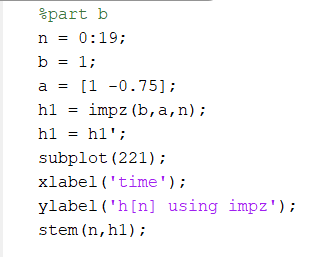 %part b
n = 0:19;
b = 1;
a = [1 -0.75];
h1 = impz(b,a,n);
h1 = h1';
subplot(221);
xlabel('time');
ylabel('h[n] using impz');
stem(n,h1);